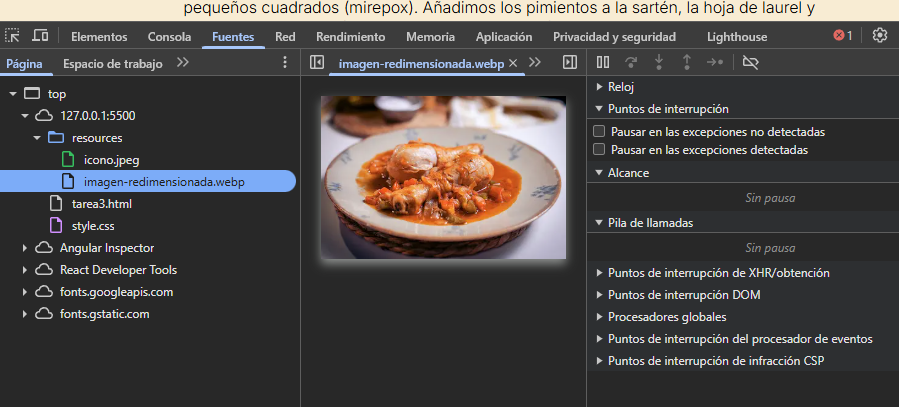 pequeños cuadrados (mirepox). Añadimos los pimientos a la sartén, la hoja de laurel y
Elementos Consola Fuentes Red Rendimiento Memoria Aplicación Privacidad y seguridad Lighthouse 1
Página Espacio de trabajo
imagen-redimensionada.webp
top
127.0.0.1:5500
resources
icono.jpeg
imagen-redimensionada.webp
tarea3.html
style.css
Angular Inspector
React Developer Tools
fonts.googleapis.com
fonts.gstatic.com
Reloj
Puntos de interrupción
Pausar en las excepciones no detectadas
Pausar en las excepciones detectadas
Alcance
Sin pausa
Pila de llamadas
Sin pausa
Puntos de interrupción de XHR/obtención
Puntos de interrupción DOM
Procesadores globales
Puntos de interrupción del procesador de eventos
Puntos de interrupción de infracción CSP